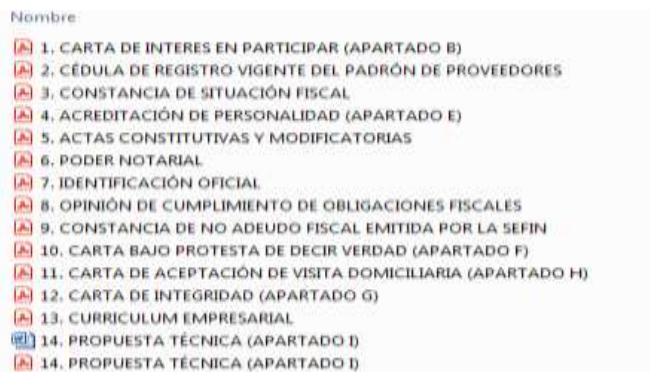 Nombre
1. CARTA DE INTERES EN PARTICIPAR (APARTADO B)
2. CÉDULA DE REGISTRO VIGENTE DEL PADRÓN DE PROVEEDORES
3. CONSTANCIA DE SITUACIÓN FISCAL
4. ACREDITACIÓN DE PERSONALIDAD (APARTADO E)
5. ACTAS CONSTITUTIVAS Y MODIFICATORIAS
6. PODER NOTARIAL
7. IDENTIFICACIÓN OFICIAL
8. OPINIÓN DE CUMPLIMIENTO DE OBLIGACIONES FISCALES
9. CONSTANCIA DE NO ADEUDO FISCAL EMITIDA POR LA SEFIN
10. CARTA BAJO PROTESTA DE DECIR VERDAD (APARTADO F)
11. CARTA DE ACEPTACIÓN DE VISITA DOMICILIARIA (APARTADO H)
12. CARTA DE INTEGRIDAD (APARTADO G)
13. CURRICULUM EMPRESARIAL
14. PROPUESTA TÉCNICA (APARTADO I)
14. PROPUESTA TÉCNICA (APARTADO I)